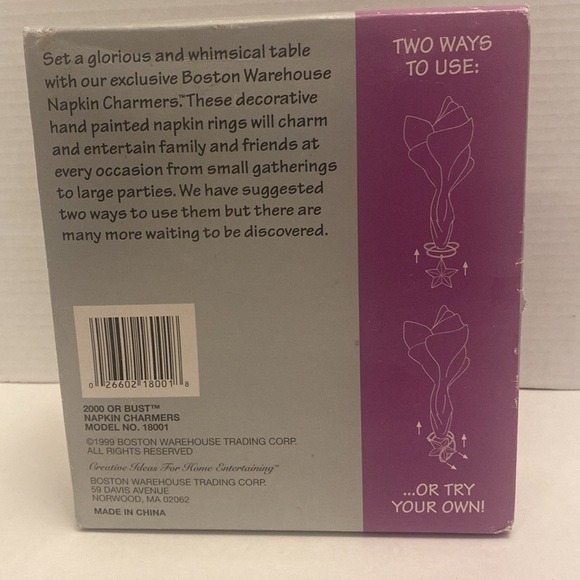 Set a glorious and whimsical table
with our exclusive Boston Warehouse
Napkin Charmers.™ These decorative
hand painted napkin rings will charm
and entertain family and friends at
every occasion from small gatherings
to large parties. We have suggested
two ways to use them but there are
many more waiting to be discovered.
0 26602 18001 8
2000 OR BUST™
NAPKIN CHARMERS
MODEL NO. 18001
©1999 BOSTON WAREHOUSE TRADING CORP.
ALL RIGHTS RESERVED
Creative Ideas For Home Entertaining™
BOSTON WAREHOUSE TRADING CORP.
59 DAVIS AVENUE
NORWOOD, MA 02062
MADE IN CHINA
TWO WAYS
TO USE:
...OR TRY
YOUR OWN!